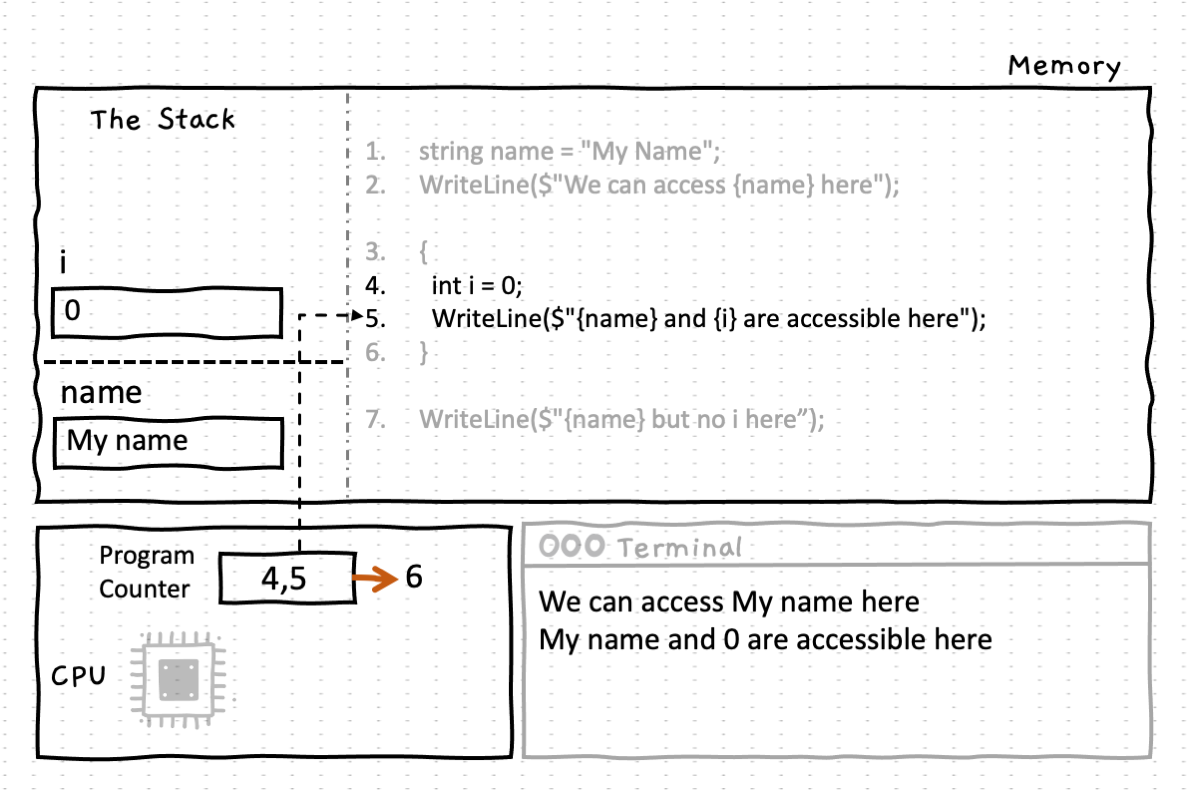 Memory
The Stack
i
0
name
My name
1. string name = "My Name";
2. WriteLine($"We can access {name} here");
3. {
4. int i = 0;
5. WriteLine($"{name} and {i} are accessible here");
6. }
7. WriteLine($"{name} but no i here”);
Program
Counter
4,5
6
CPU
Terminal
We can access My name here
My name and 0 are accessible here